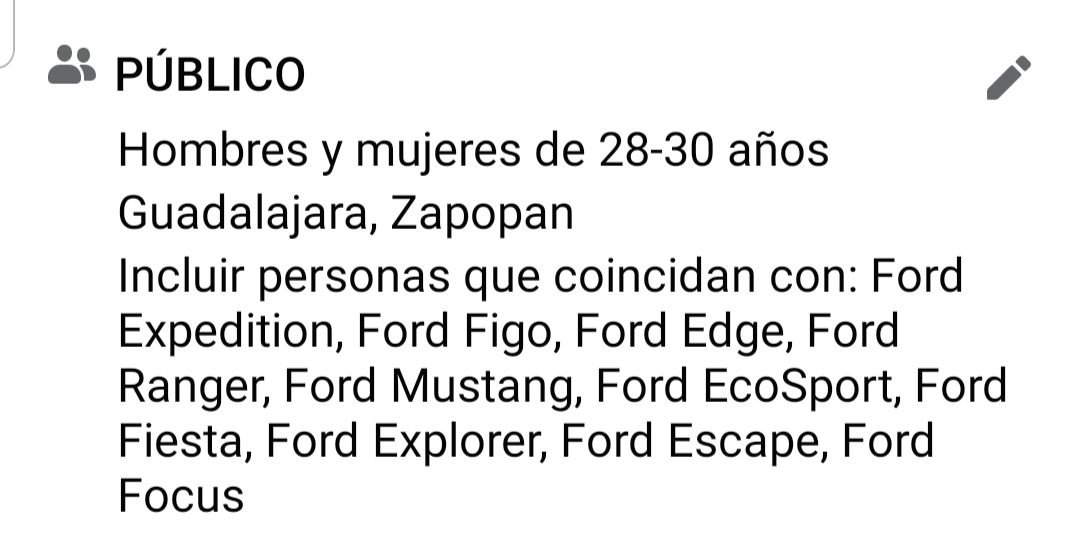 PÚBLICO
Hombres y mujeres de 28-30 años
Guadalajara, Zapopan
Incluir personas que coincidan con: Ford
Expedition, Ford Figo, Ford Edge, Ford
Ranger, Ford Mustang, Ford EcoSport, Ford
Fiesta, Ford Explorer, Ford Escape, Ford
Focus